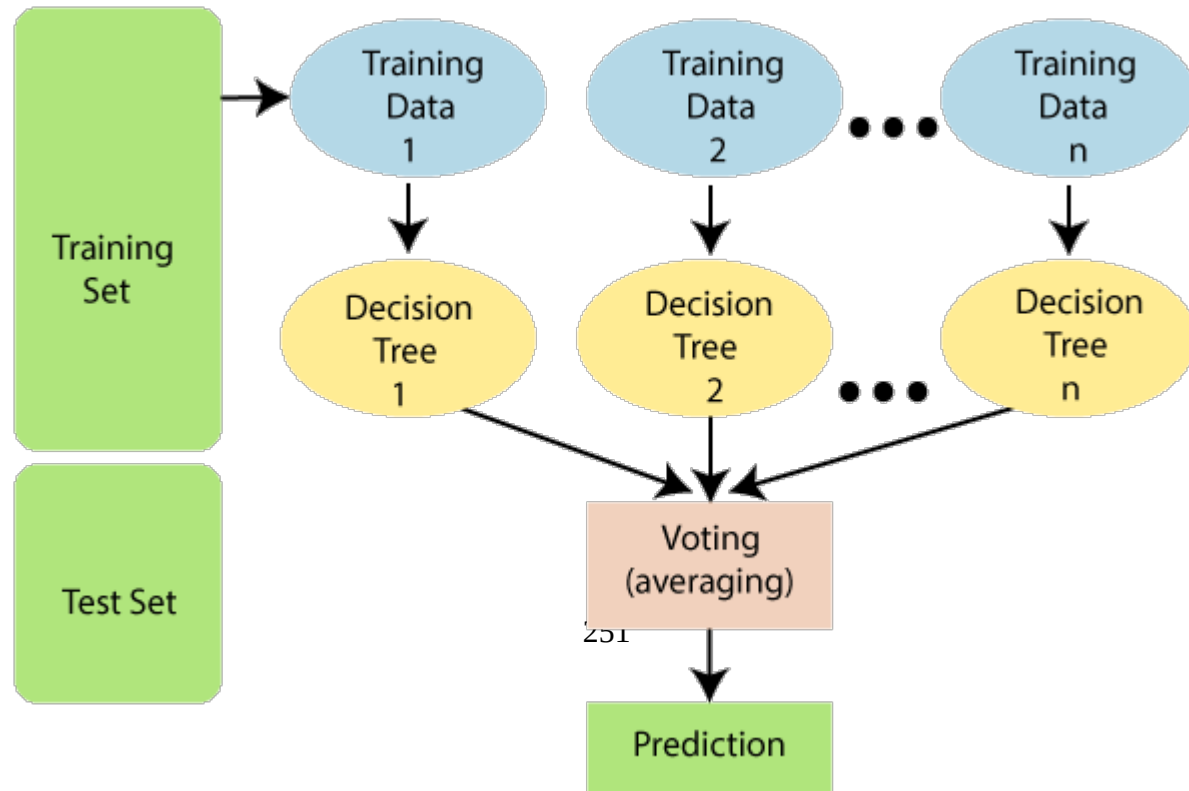 Training
Set
Test Set
Training
Data
1
Training
Data
2
Training
Data
n
Decision
Tree
1
Decision
Tree
2
Decision
Tree
n
Voting
(averaging)
251
Prediction